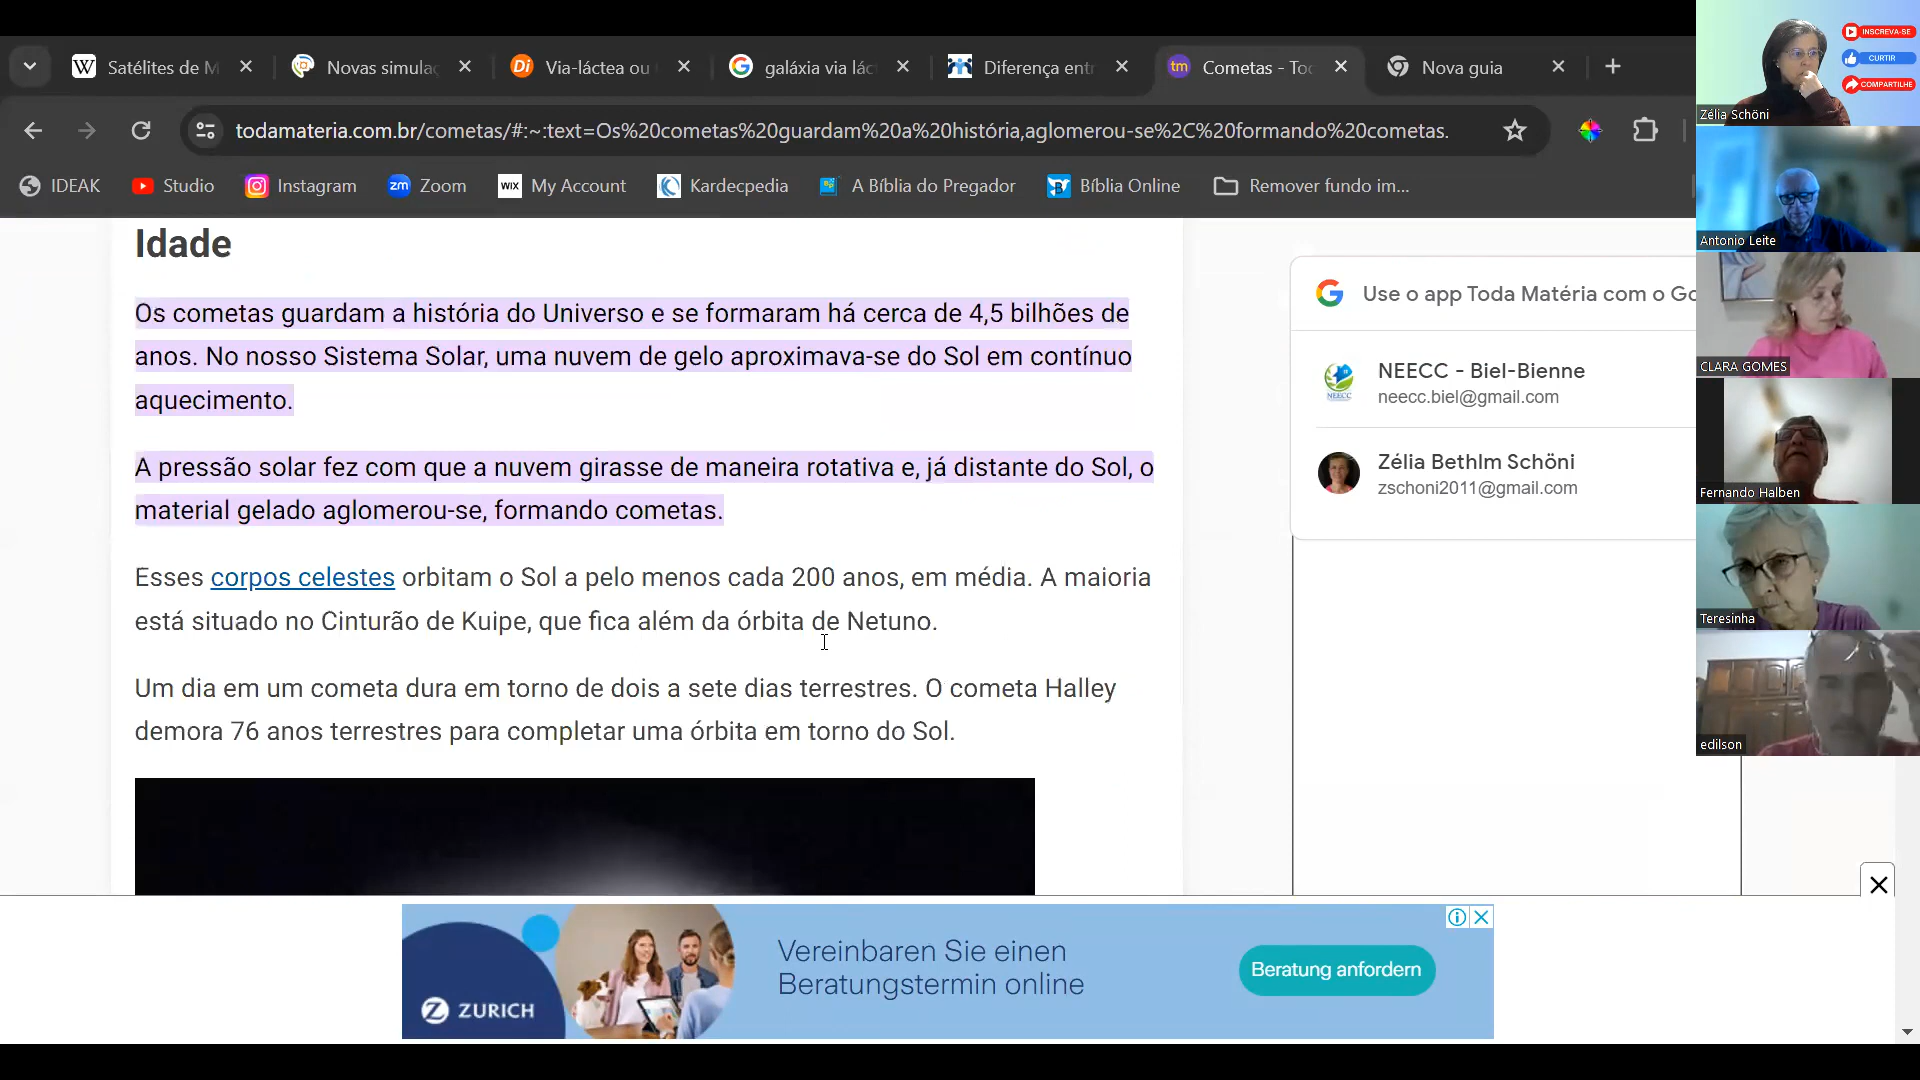 Satélites de M
Novas simula
Via-láctea ou
galáxia via lác
Diferença ent
Cometas - To
Nova guia
todamateria.com.br/cometas/#:~:text=Os%20cometas%20guardam%20a%20história,aglomerou-se%2C%20formando%20cometas.
IDEAK
Studio
Instagram
Zoom
My Account
Kardecpedia
A Bíblia do Pregador
Bíblia Online
Remover fundo im...
Idade
Os cometas guardam a história do Universo e se formaram há cerca de 4,5 bilhões de
anos. No nosso Sistema Solar, uma nuvem de gelo aproximava-se do Sol em contínuo
aquecimento.
A pressão solar fez com que a nuvem girasse de maneira rotativa e, já distante do Sol, o
material gelado aglomerou-se, formando cometas.
Esses corpos celestes orbitam o Sol a pelo menos cada 200 anos, em média. A maioria
está situado no Cinturão de Kuipe, que fica além da órbita de Netuno.
Um dia em um cometa dura em torno de dois a sete dias terrestres. O cometa Halley
demora 76 anos terrestres para completar uma órbita em torno do Sol.
Use o app Toda Matéria com o Go
NEECC - Biel-Bienne
neecc.biel@gmail.com
Zélia Bethlm Schöni
zschoni2011@gmail.com
ZURICH
Vereinbaren Sie einen
Beratungstermin online
Beratung anfordern
INSCREVA-SE
CURTIR
COMPARTILHE
Zélia Schöni
Antonio Leite
CLARA GOMES
Fernando Halben
Teresinha
edilson